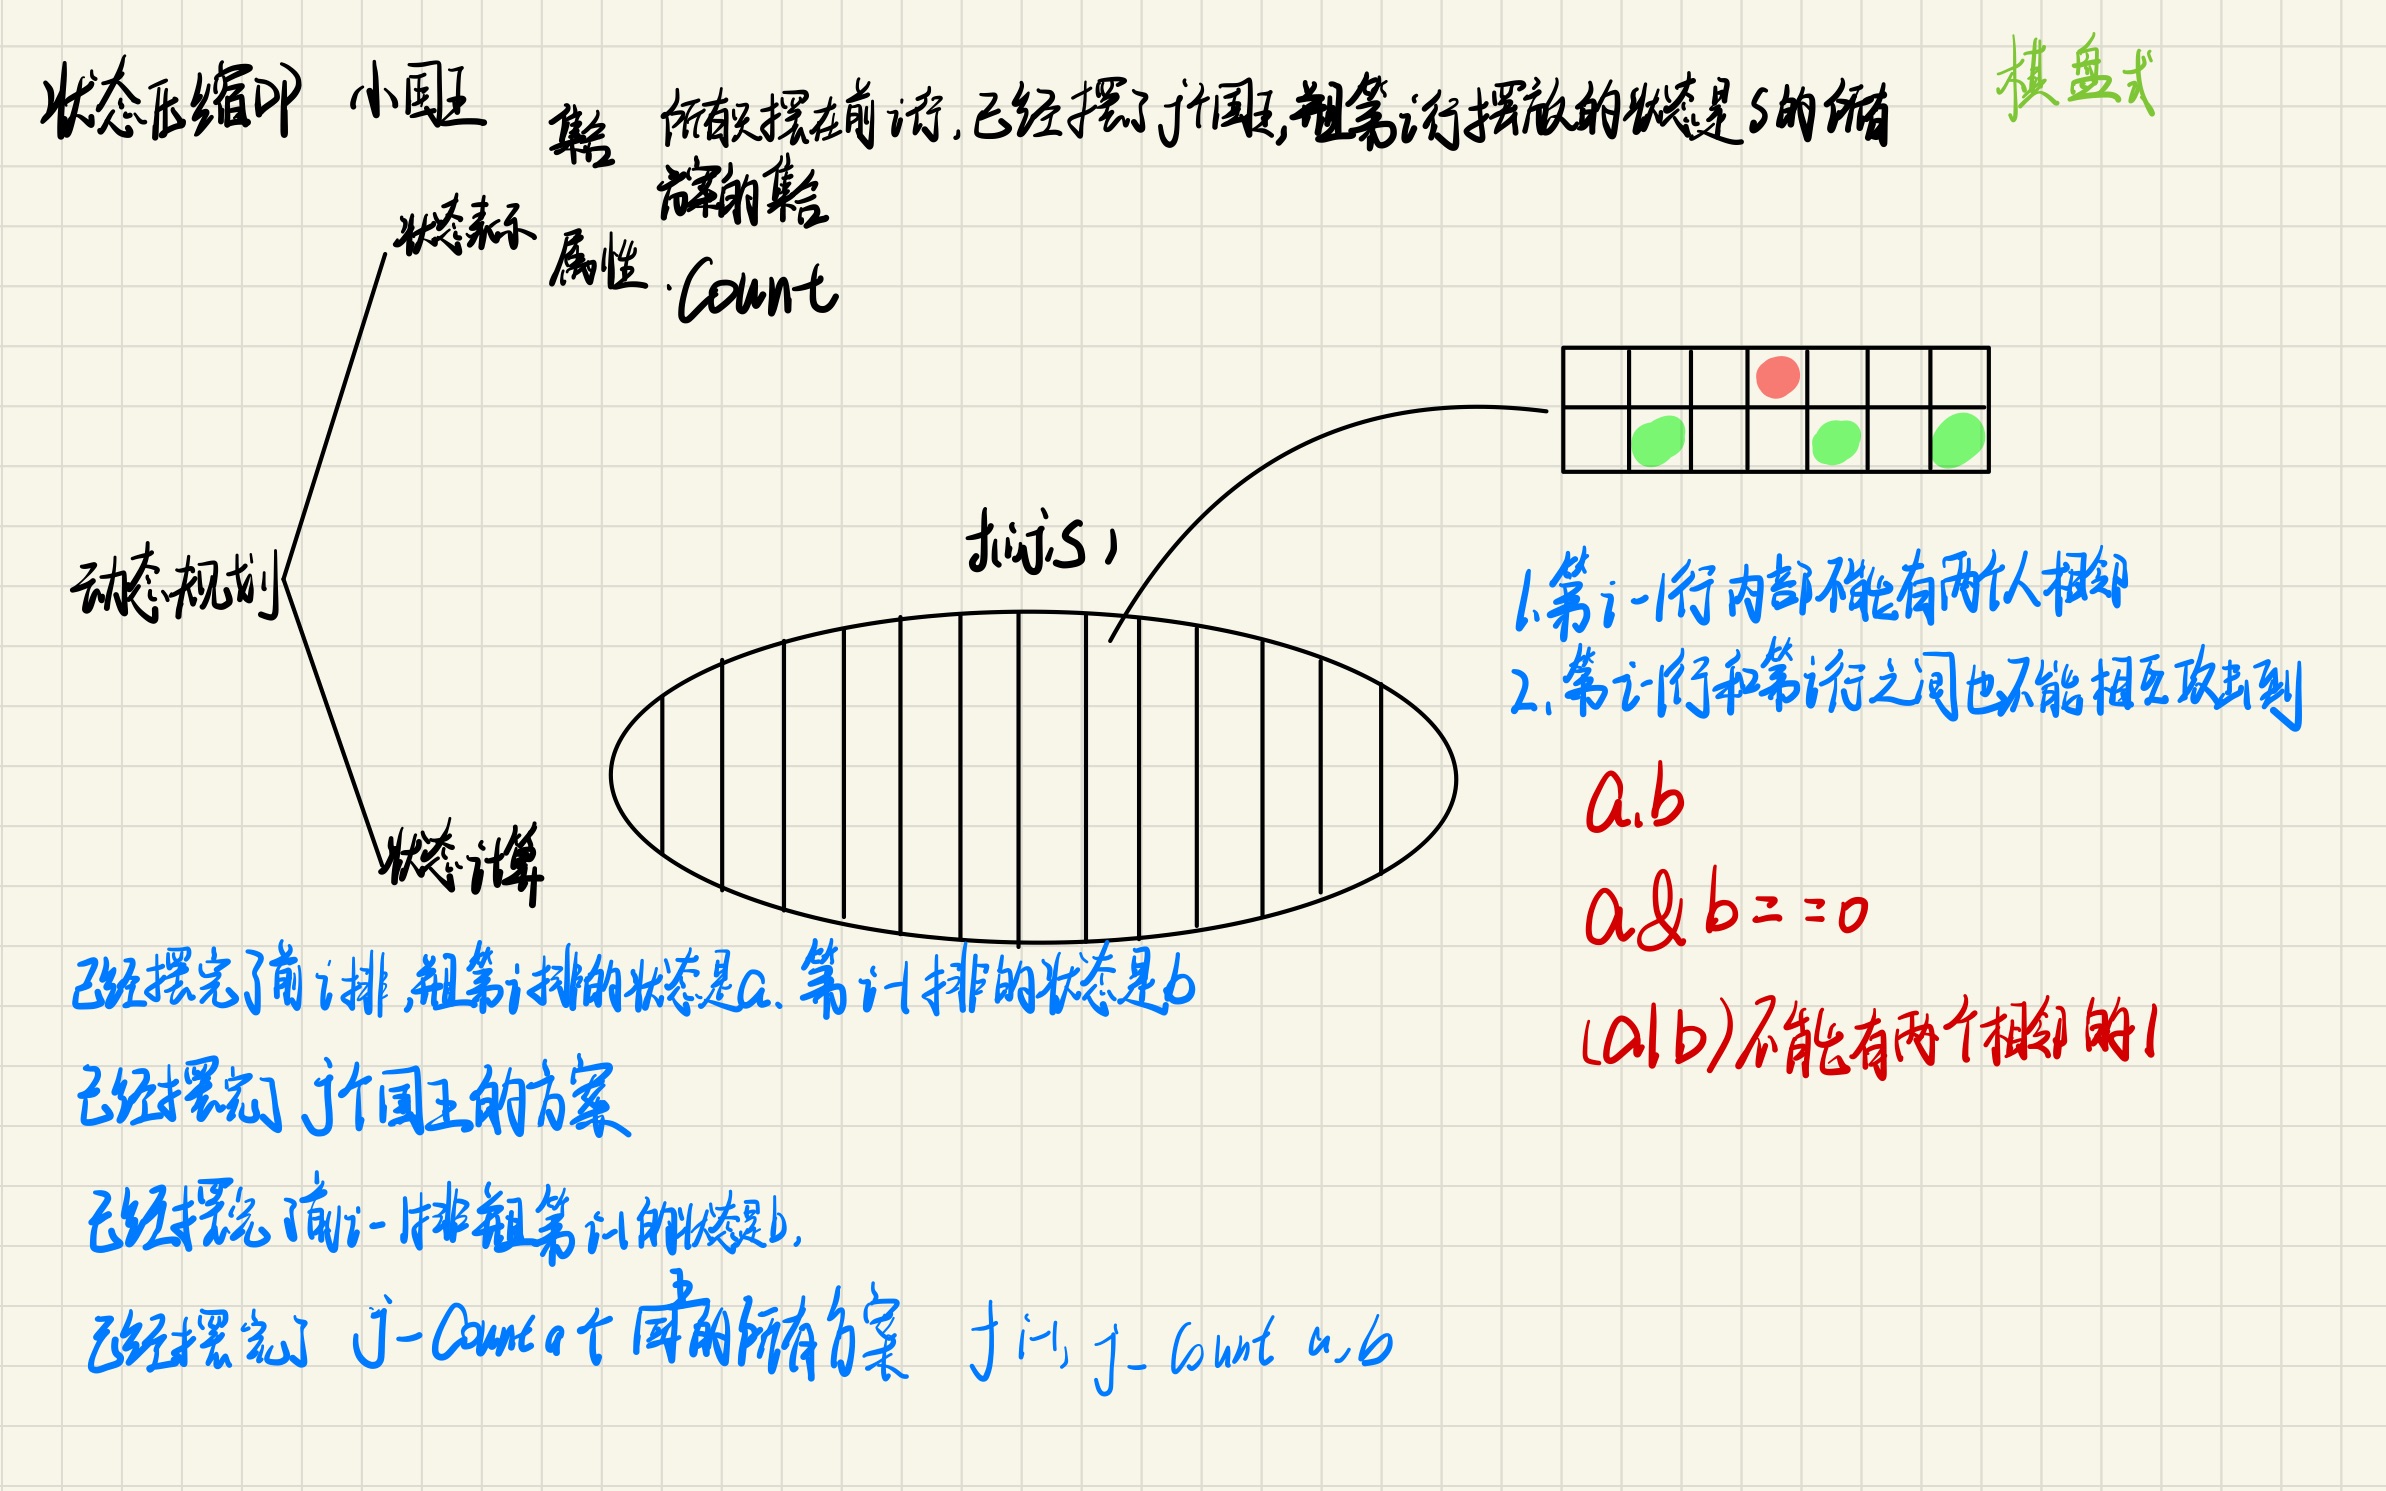 状态压缩DP 小国王
棋盘式
集合 所有只摆在前i行,已经摆了j个国王,并且第i行摆放的状态是s的所有
方案的集合
状态表示
属性 Count
f(i,j,s)
动态规划
1.第i-1行内部不能有两个1相邻
2.第i-1行和第i行之间也不能相互攻击到
a,b
a&b==0
(a|b)不能有两个相邻的1
状态计算
已经摆完了前i排,并且第i排的状态是a.第i-1排的状态是b
已经摆完了j个国王的方案
已经摆完了前i-1排并且第i-1的状态是b,
已经摆完了 j-Count a个国王的所有方案 f i-1, j-Count a,b